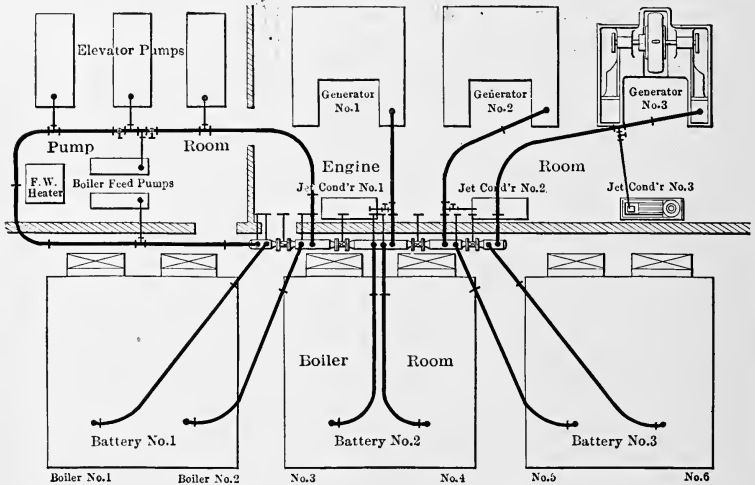 Elevator Pumps
Generator
No.1
Generator
No.2
Generator
No.3
Pump Room
Engine Room
F.W.
Heater
Boiler Feed Pumps
Jet Cond'r No.1
Jet Cond'r No.2
Jet Cond'r No.3
Boiler Room
Battery No.1
Battery No.2
Battery No.3
Boiler No.1
Boiler No.2
No.3
No.4
No.5
No.6